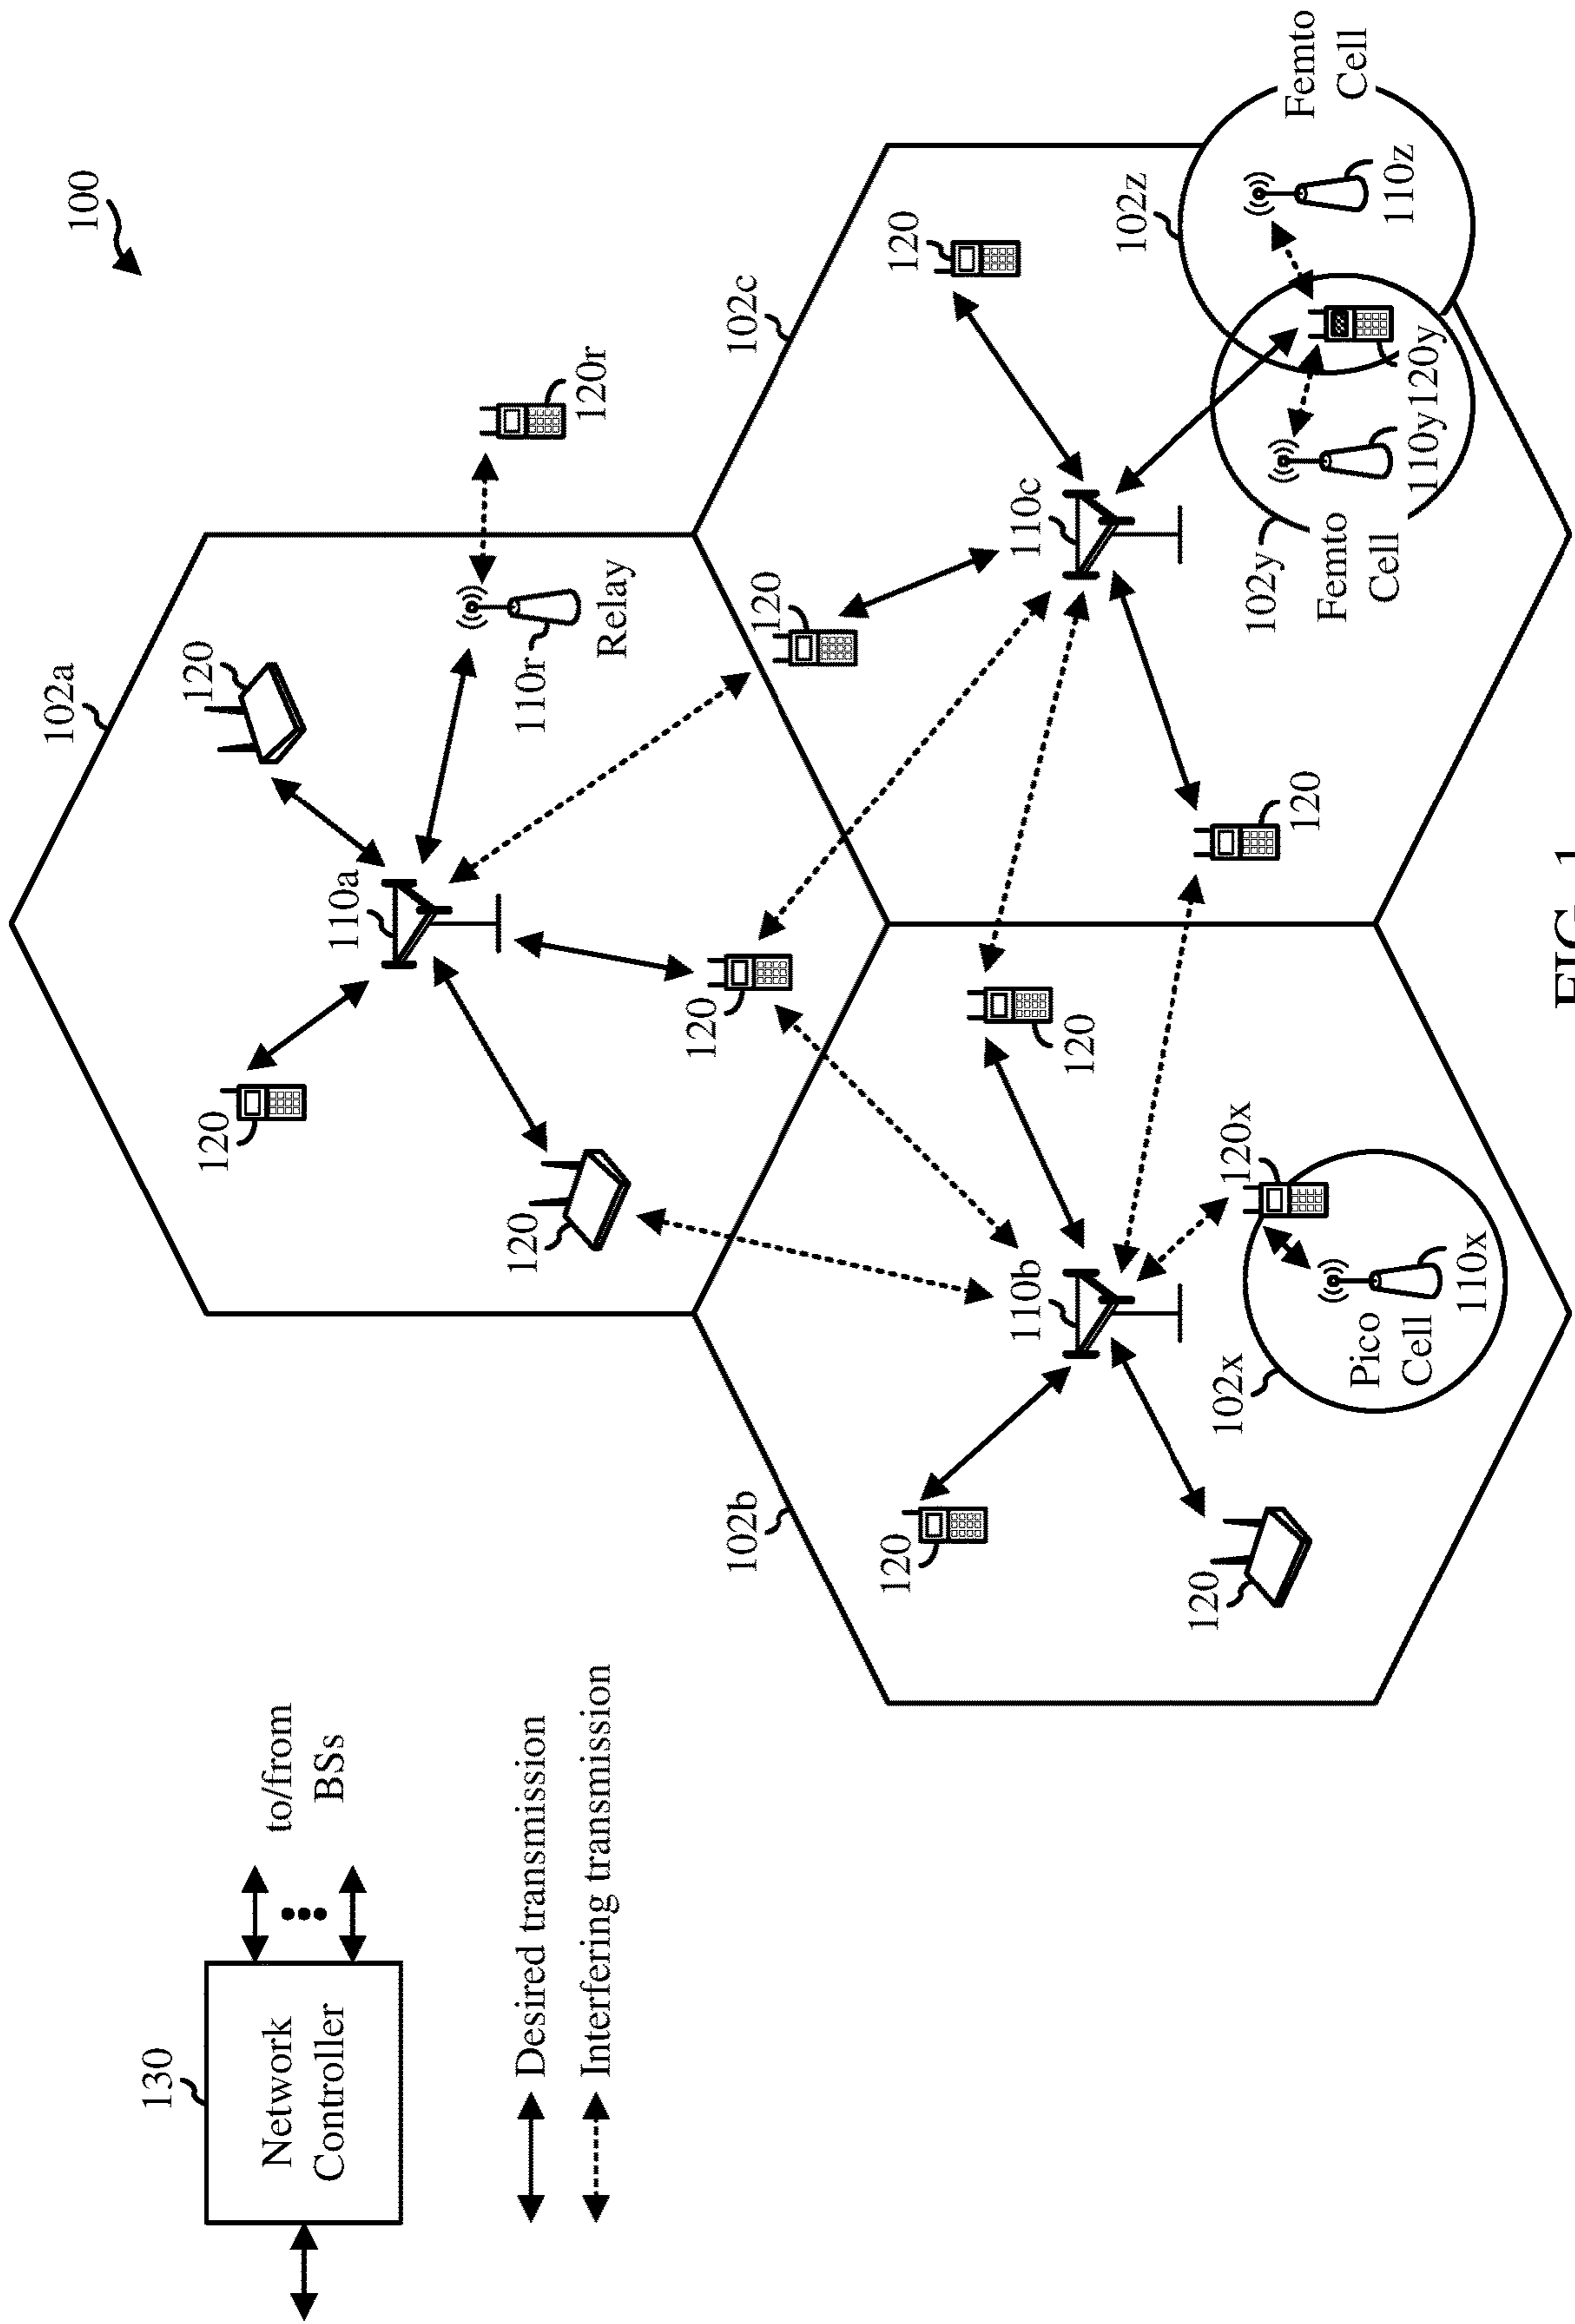 100
130
Network
Controller
to/from
BSs
Desired transmission
Interfering transmission
102a
120
120
110a
120
120
110r
Relay
120r
120
102b
120
110b
120
120
102x
Pico
Cell
110x
120x
102c
120
110c
120
102y
Femto
Cell
110y
120y
102z
110z
Femto
Cell
120
FIG. 1